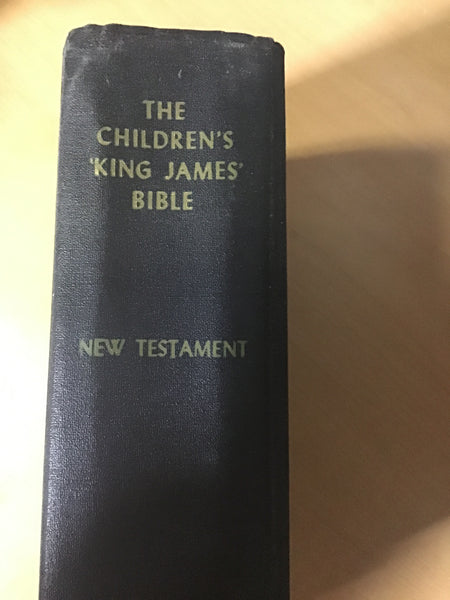 THE
CHILDREN'S
'KING JAMES'
BIBLE
NEW TESTAMENT